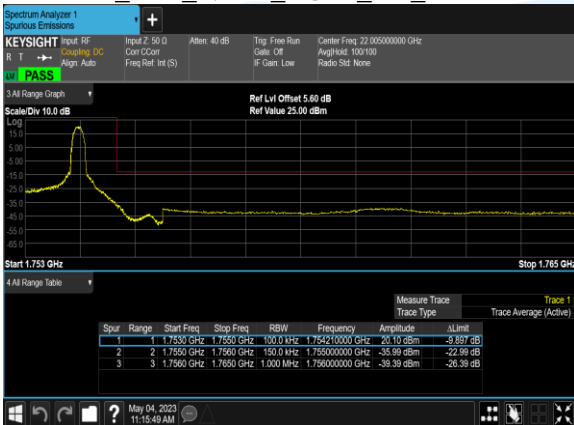 Spectrum Analyzer 1
Spurious Emissions
KEYSIGHT Input: RF Input Z: 50 Ω Atten: 40 dB Trig: Free Run Center Freq: 22.005000000 GHz
R T Coupling: DC Corr CCorr Gate: Off Avg|Hold: 100/100
Align: Auto Freq Ref: Int (S) IF Gain: Low Radio Std: None
PASS
3 All Range Graph
Ref Lvl Offset 5.60 dB
Scale/Div 10.0 dB Ref Value 25.00 dBm
Log
15.0
5.00
-5.00
-15.0
-25.0
-35.0
-45.0
-55.0
-65.0
Start 1.753 GHz Stop 1.765 GHz
4 All Range Table
Measure Trace Trace 1
Trace Type Trace Average (Active)
Spur Range Start Freq Stop Freq RBW Frequency Amplitude ΔLimit
1 1 1.7530 GHz 1.7550 GHz 100.0 kHz 1.754210000 GHz 20.10 dBm -9.897 dB
2 2 1.7550 GHz 1.7560 GHz 150.0 kHz 1.755000000 GHz -35.99 dBm -22.99 dB
3 3 1.7560 GHz 1.7650 GHz 1.000 MHz 1.756000000 GHz -39.39 dBm -26.39 dB
? May 04, 2023
11:15:49 AM